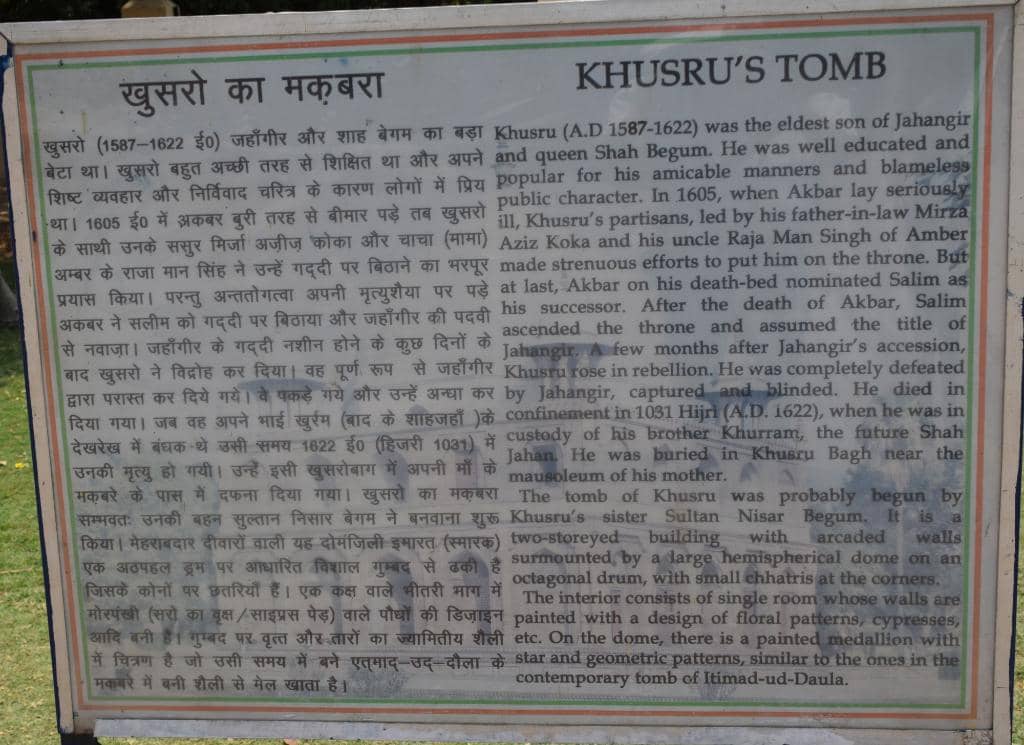 खुसरो का मक़बरा
खुसरो (1587–1622 ई0) जहाँगीर और शाह बेगम का बड़ा
बेटा था। खुसरो बहुत अच्छी तरह से शिक्षित था और अपने
शिष्ट व्यवहार और निर्विवाद चरित्र के कारण लोगों में प्रिय
था। 1605 ई0 में अकबर बुरी तरह से बीमार पड़े तब खुसरो
के साथी उनके ससुर मिर्जा अजीज़ कोका और चाचा (मामा)
अम्बर के राजा मान सिंह ने उन्हें गद्दी पर बिठाने का भरपूर
प्रयास किया। परन्तु अन्ततोगत्वा अपनी मृत्युशैया पर पड़े
अकबर ने सलीम को गद्दी पर बिठाया और जहाँगीर की पदवी
से नवाज़ा। जहाँगीर के गद्दी नशीन होने के कुछ दिनों के
बाद खुसरो ने विद्रोह कर दिया। वह पूर्ण रूप से जहाँगीर
द्वारा परास्त कर दिये गये। वे पकड़े गये और उन्हें अन्धा कर
दिया गया। जब वह अपने भाई खुर्रम (बाद के शाहजहाँ )के
देखरेख में बंधक थे उसी समय 1622 ई0 (हिजरी 1031) में
उनकी मृत्यु हो गयी। उन्हें इसी खुसरोबाग में अपनी माँ के
मक़बरे के पास में दफना दिया गया। खुसरो का मक़बरा
सम्मवतः उनकी बहन सुल्तान निसार बेगम ने बनवाना शुरू
किया। मेहराबदार दीवारों वाली यह दोमंजिली इमारत (स्मारक)
एक अठपहल ड्रम पर आधारित विशाल गुम्बद से ढकी है
जिसके कोनों पर छतरियाँ हैं। एक कक्ष वाले भीतरी भाग में
मोरपंखी (सरो का वृक्ष/साइप्रस पेड़) वाले पौघों की डिज़ाइन
आदि बनी हैं। गुम्बद पर वृत्त और तारों का ज्यामितीय शैली
में चित्रण है जो उसी समय में बने एत्माद–उद–दौला के
मक़बरे में बनी शैली से मेल खाता है।
KHUSRU'S TOMB
Khusru (A.D 1587-1622) was the eldest son of Jahangir
and queen Shah Begum. He was well educated and
popular for his amicable manners and blameless
public character. In 1605, when Akbar lay seriously
ill, Khusru's partisans, led by his father-in-law Mirza
Aziz Koka and his uncle Raja Man Singh of Amber
made strenuous efforts to put him on the throne. But
at last, Akbar on his death-bed nominated Salim as
his successor. After the death of Akbar, Salim
ascended the throne and assumed the title of
Jahangir. A few months after Jahangir's accession,
Khusru rose in rebellion. He was completely defeated
by Jahangir, captured and blinded. He died in
confinement in 1031 Hijri (A.D. 1622), when he was in
custody of his brother Khurram, the future Shah
Jahan. He was buried in Khusru Bagh near the
mausoleum of his mother.
The tomb of Khusru was probably begun by
Khusru's sister Sultan Nisar Begum. It is a
two-storeyed building with arcaded walls
surmounted by a large hemispherical dome on an
octagonal drum, with small chhatris at the corners.
The interior consists of single room whose walls are
painted with a design of floral patterns, cypresses,
etc. On the dome, there is a painted medallion with
star and geometric patterns, similar to the ones in the
contemporary tomb of Itimad-ud-Daula.